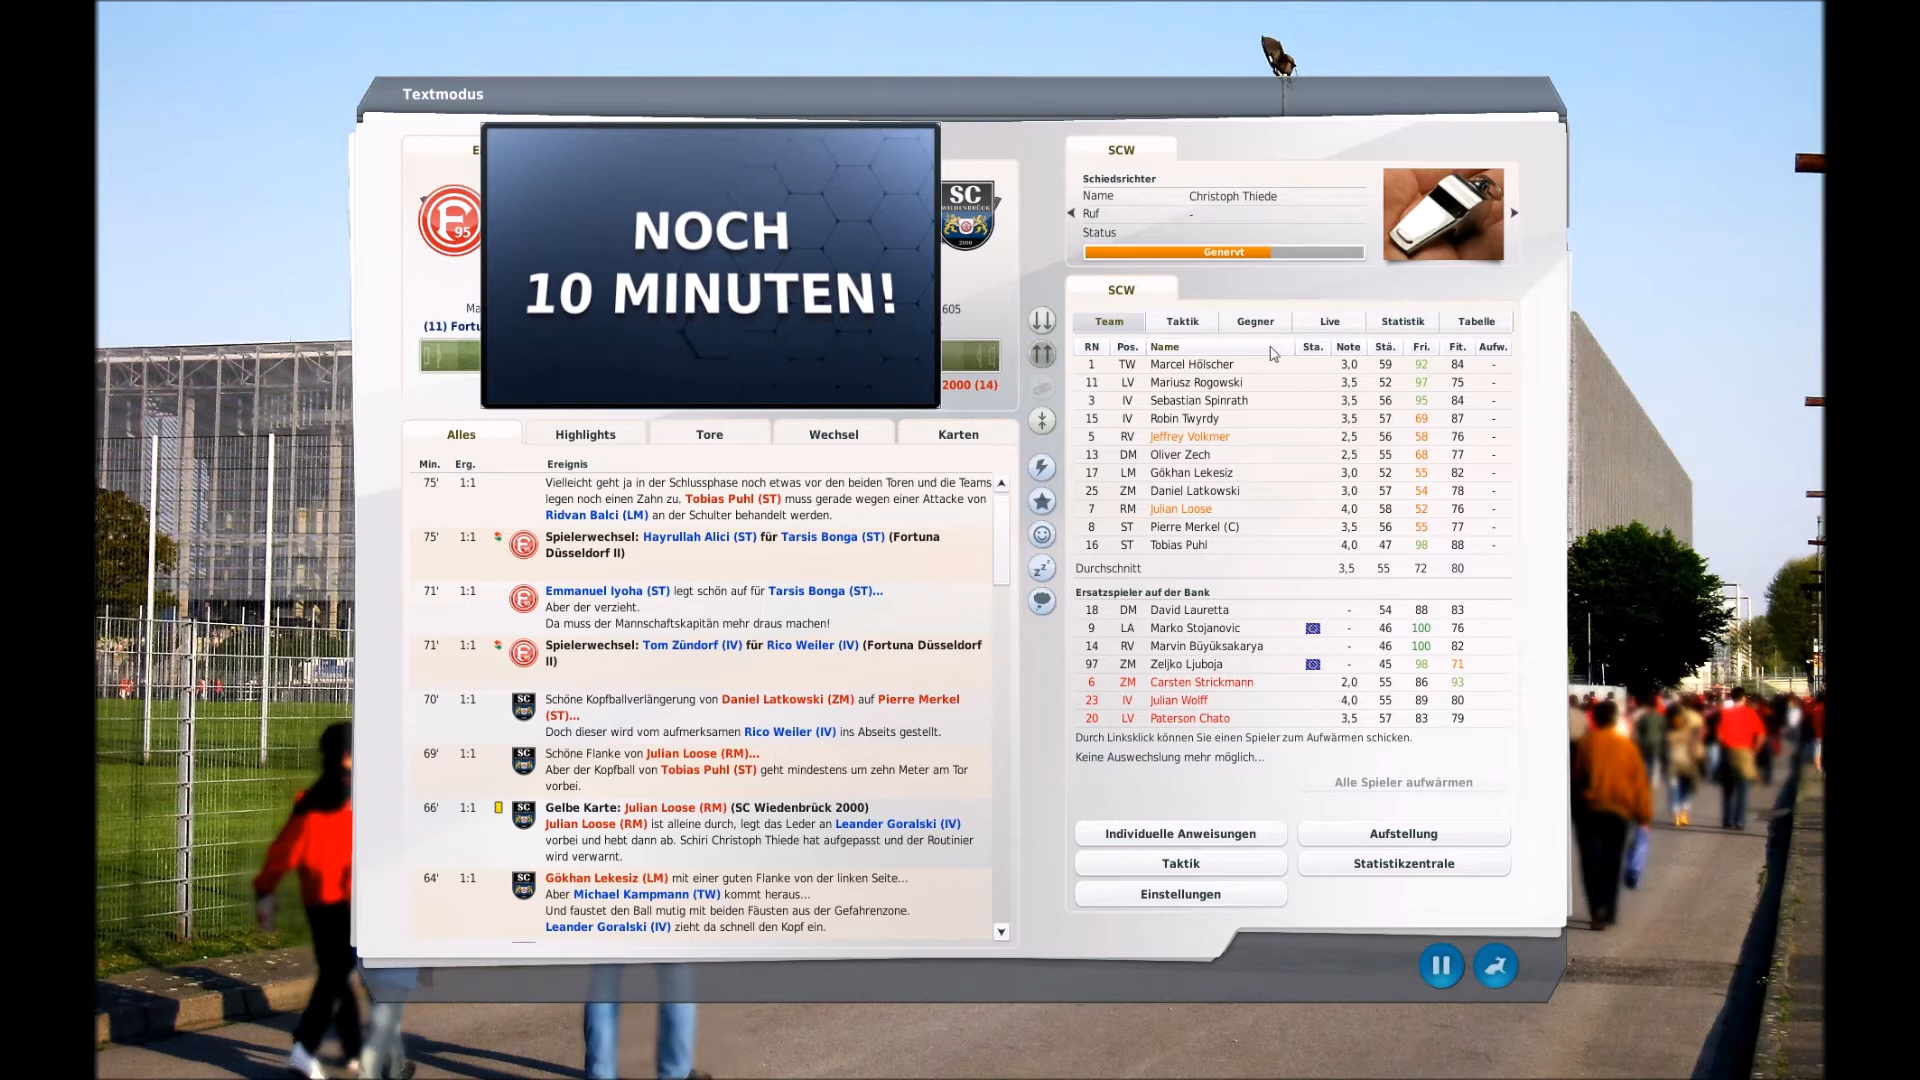 Textmodus
SCW
F
95
SC
WIEDENBRÜCK
2000
NOCH
10 MINUTEN!
(11) Fortu
605
2000 (14)
Schiedsrichter
Name Christoph Thiede
Ruf -
Status
Genervt
SCW
Team Taktik Gegner Live Statistik Tabelle
RN Pos. Name Sta. Note Stä. Fri. Fit. Aufw.
1 TW Marcel Hölscher 3,0 59 92 84 -
11 LV Mariusz Rogowski 3,5 52 97 75 -
3 IV Sebastian Spinrath 3,5 56 95 84 -
15 IV Robin Twyrdy 3,5 57 69 87 -
5 RV Jeffrey Volkmer 2,5 56 58 76 -
13 DM Oliver Zech 2,5 55 68 77 -
17 LM Gökhan Lekesiz 3,0 52 55 82 -
25 ZM Daniel Latkowski 3,0 57 54 78 -
7 RM Julian Loose 4,0 58 52 76 -
8 ST Pierre Merkel (C) 3,5 56 55 77 -
16 ST Tobias Puhl 4,0 47 98 88 -
Durchschnitt 3,5 55 72 80
Ersatzspieler auf der Bank
18 DM David Lauretta - 54 88 83
9 LA Marko Stojanovic - 46 100 76
14 RV Marvin Büyüksakarya - 46 100 82
97 ZM Zeljko Ljuboja - 45 98 71
6 ZM Carsten Strickmann 2,0 55 86 93
23 IV Julian Wolff 4,0 55 89 80
20 LV Paterson Chato 3,5 57 83 79
Durch Linksklick können Sie einen Spieler zum Aufwärmen schicken.
Keine Auswechslung mehr möglich...
Alle Spieler aufwärmen
Individuelle Anweisungen Aufstellung
Taktik Statistikzentrale
Einstellungen
Alles Highlights Tore Wechsel Karten
Min. Erg. Ereignis
75' 1:1 Vielleicht geht ja in der Schlussphase noch etwas vor den beiden Toren und die Teams
legen noch einen Zahn zu. Tobias Puhl (ST) muss gerade wegen einer Attacke von
Ridvan Balci (LM) an der Schulter behandelt werden.
75' 1:1 Spielerwechsel: Hayrullah Alici (ST) für Tarsis Bonga (ST) (Fortuna
Düsseldorf II)
71' 1:1 Emmanuel Iyoha (ST) legt schön auf für Tarsis Bonga (ST)...
Aber der verzieht.
Da muss der Mannschaftskapitän mehr draus machen!
71' 1:1 Spielerwechsel: Tom Zündorf (IV) für Rico Weiler (IV) (Fortuna Düsseldorf
II)
70' 1:1 Schöne Kopfballverlängerung von Daniel Latkowski (ZM) auf Pierre Merkel
(ST)...
Doch dieser wird vom aufmerksamen Rico Weiler (IV) ins Abseits gestellt.
69' 1:1 Schöne Flanke von Julian Loose (RM)...
Aber der Kopfball von Tobias Puhl (ST) geht mindestens um zehn Meter am Tor
vorbei.
66' 1:1 Gelbe Karte: Julian Loose (RM) (SC Wiedenbrück 2000)
Julian Loose (RM) ist alleine durch, legt das Leder an Leander Goralski (IV)
vorbei und hebt dann ab. Schiri Christoph Thiede hat aufgepasst und der Routinier
wird verwarnt.
64' 1:1 Gökhan Lekesiz (LM) mit einer guten Flanke von der linken Seite...
Aber Michael Kampmann (TW) kommt heraus...
Und faustet den Ball mutig mit beiden Fäusten aus der Gefahrenzone.
Leander Goralski (IV) zieht da schnell den Kopf ein.